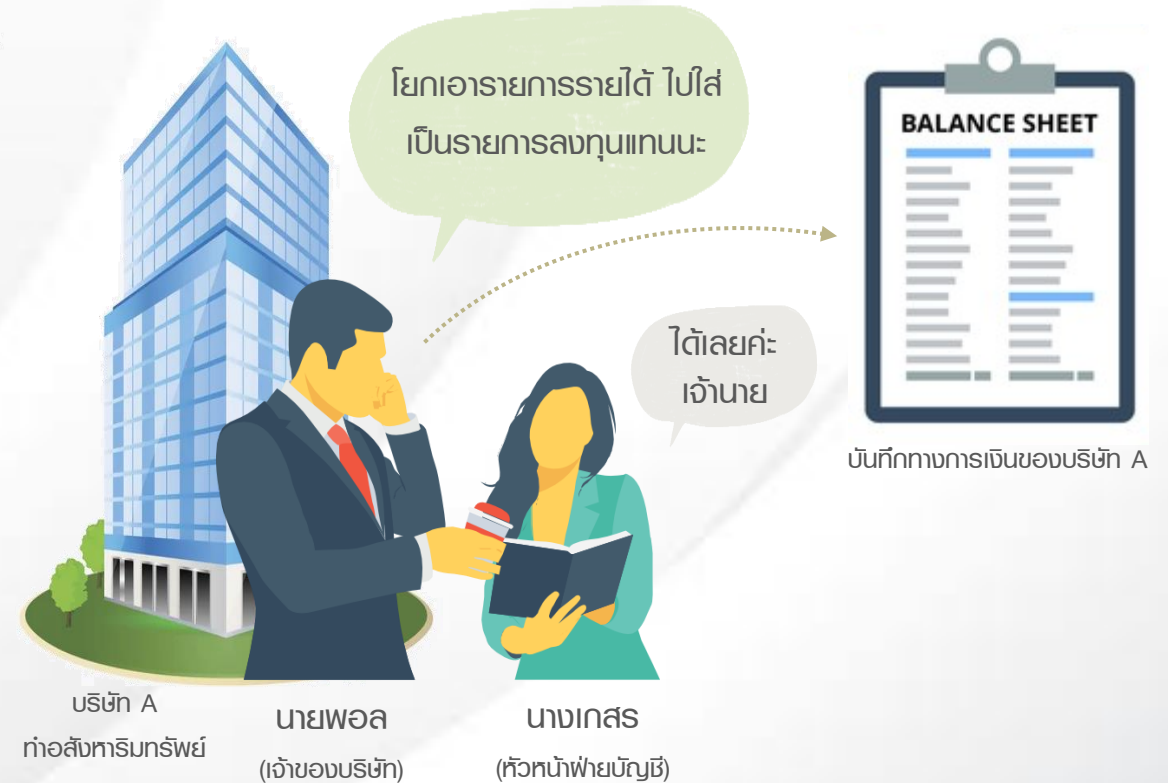 โยกเอารายการรายได้ ไปใส่
เป็นรายการลงทุนแทนนะ
BALANCE SHEET
ได้เลยค่ะ
เจ้านาย
บันทึกทางการเงินของบริษัท A
บริษัท A
ทำอสังหาริมทรัพย์
นายพอล
(เจ้าของบริษัท)
นางเกสร
(หัวหน้าฝ่ายบัญชี)